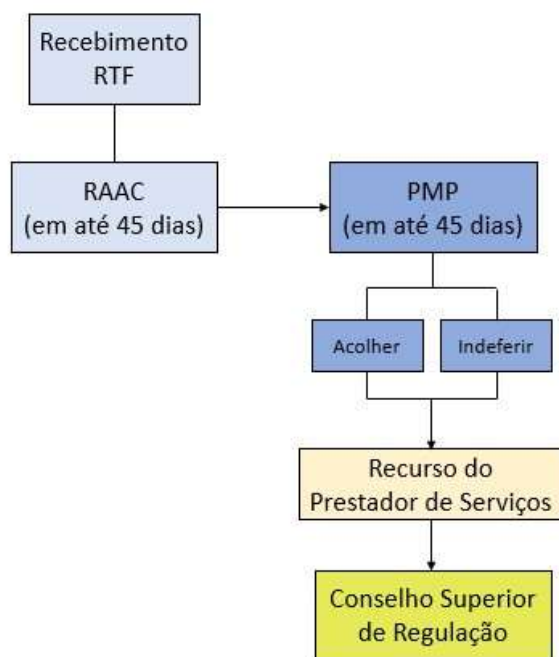 Recebimento
RTF
RAAC
(em até 45 dias)
PMP
(em até 45 dias)
Acolher
Indeferir
Recurso do
Prestador de Serviços
Conselho Superior
de Regulação